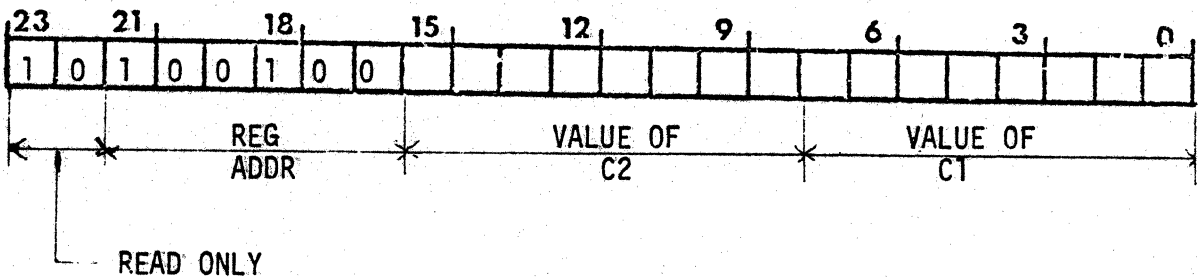 23 21 18 15 12 9 6 3 0
1 0 1 0 0 1 0 0
REG VALUE OF VALUE OF
ADDR C2 C1
READ ONLY